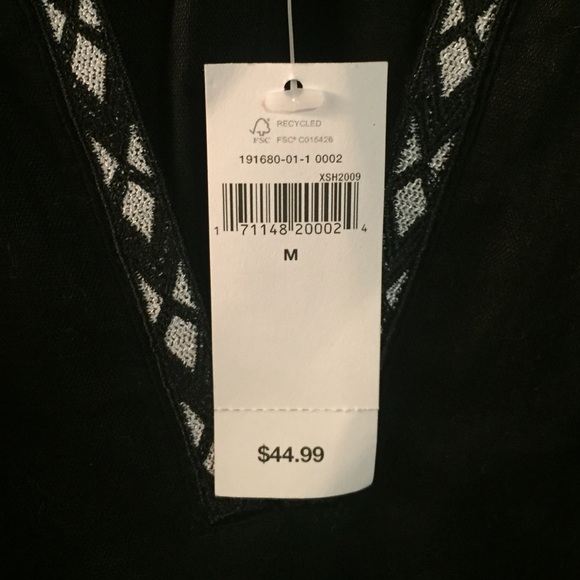 RECYCLED
FSC
FSC® C015426
191680-01-1 0002
XSH2009
1 71148 20002 4
M
$44.99